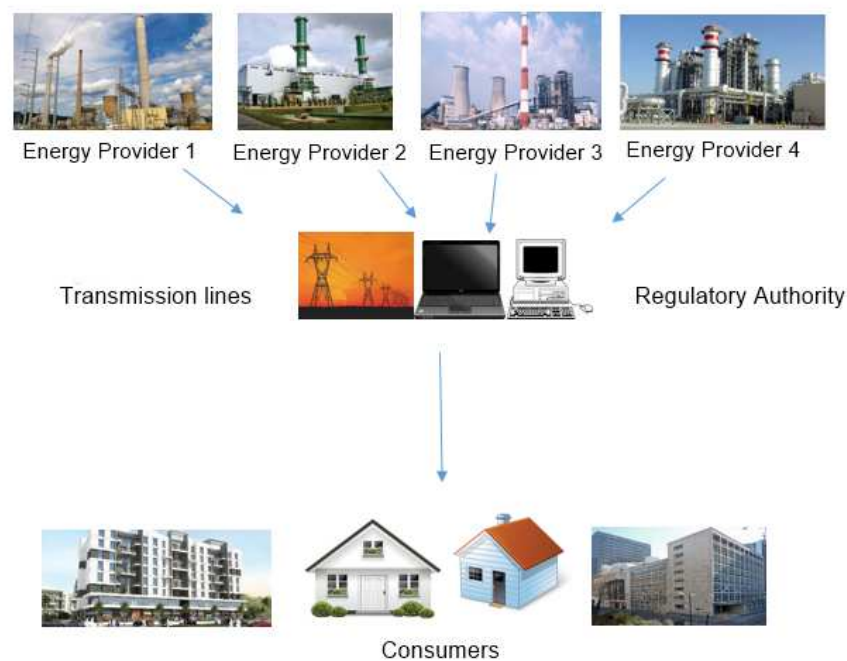 Energy Provider 1
Energy Provider 2
Energy Provider 3
Energy Provider 4
Transmission lines
Regulatory Authority
Consumers